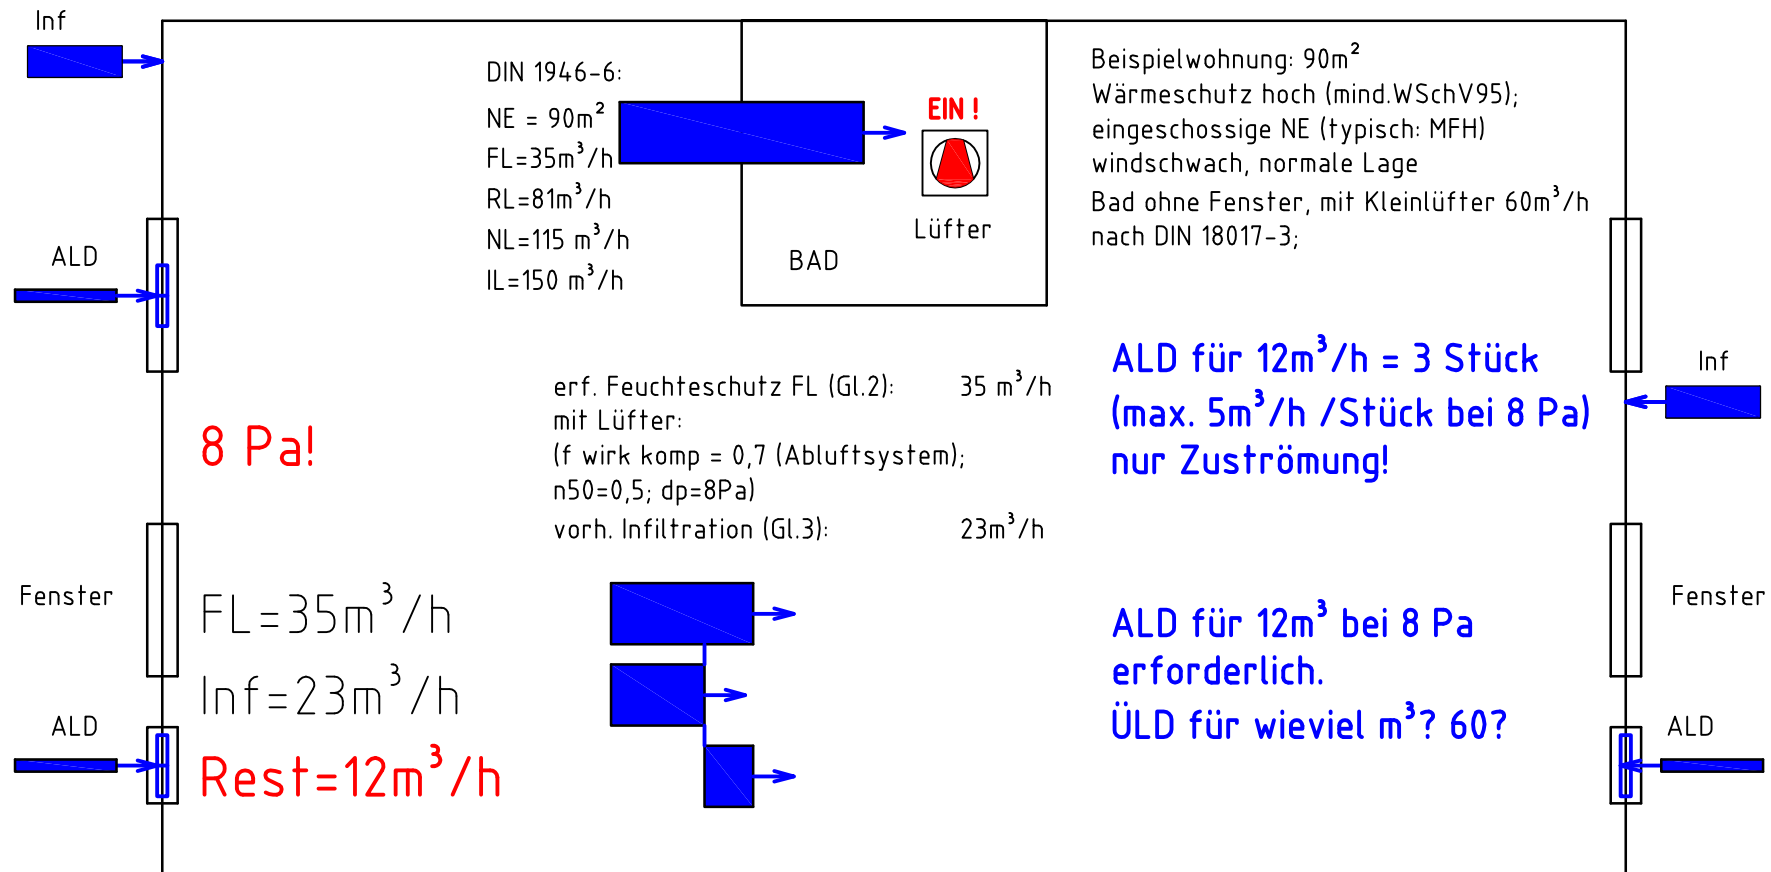 Inf
DIN 1946-6:
NE = 90m²
FL=35m³/h
RL=81m³/h
NL=115 m³/h
IL=150 m³/h
EIN !
Lüfter
BAD
Beispielwohnung: 90m²
Wärmeschutz hoch (mind.WSchV95);
eingeschossige NE (typisch: MFH)
windschwach, normale Lage
Bad ohne Fenster, mit Kleinlüfter 60m³/h
nach DIN 18017-3;
ALD
8 Pa!
erf. Feuchteschutz FL (Gl.2): 35 m³/h
mit Lüfter:
(f wirk komp = 0,7 (Abluftsystem);
n50=0,5; dp=8Pa)
vorh. Infiltration (Gl.3): 23m³/h
ALD für 12m³/h = 3 Stück
(max. 5m³/h /Stück bei 8 Pa)
nur Zuströmung!
Inf
Fenster
FL=35m³/h
Inf=23m³/h
Rest=12m³/h
ALD
ALD für 12m³ bei 8 Pa
erforderlich.
ÜLD für wieviel m³? 60?
Fenster
ALD